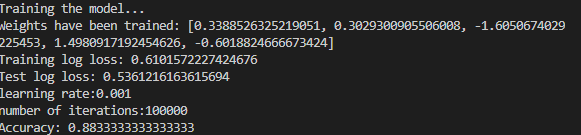 Training the model...
Weights have been trained: [0.3388526325219051, 0.3029300905506008, -1.6050674029
225453, 1.4980917192454626, -0.6018824666673424]
Training log loss: 0.6101572227424676
Test log loss: 0.5361216163615694
learning rate:0.001
number of iterations:100000
Accuracy: 0.8833333333333333